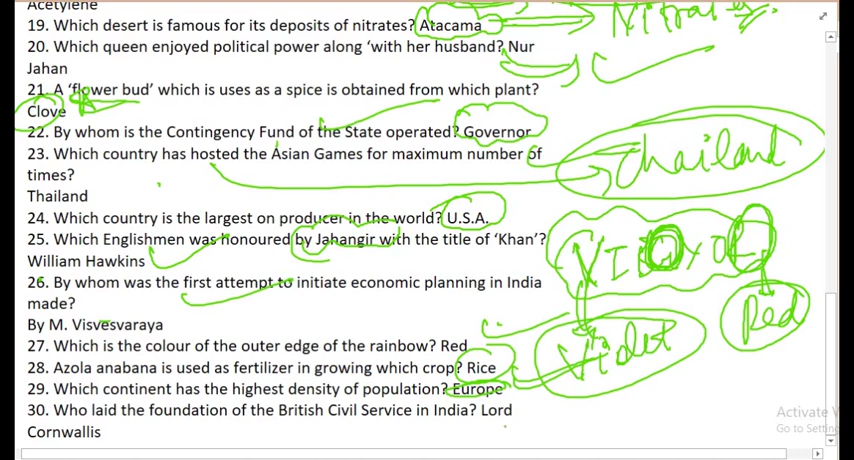 Acetylene
19. Which desert is famous for its deposits of nitrates? Atacama
Nitrates
20. Which queen enjoyed political power along ‘with her husband? Nur
Jahan
21. A ‘flower bud’ which is uses as a spice is obtained from which plant?
Clove
22. By whom is the Contingency Fund of the State operated? Governor
23. Which country has hosted the Asian Games for maximum number of
times?
Thailand
Thailand
24. Which country is the largest on producer in the world? U.S.A.
25. Which Englishmen was honoured by Jahangir with the title of ‘Khan’?
William Hawkins
VIBGYOR
26. By whom was the first attempt to initiate economic planning in India
made?
By M. Visvesvaraya
Red
27. Which is the colour of the outer edge of the rainbow? Red
Violet
28. Azola anabana is used as fertilizer in growing which crop? Rice
29. Which continent has the highest density of population? Europe
30. Who laid the foundation of the British Civil Service in India? Lord
Cornwallis
Activate
Go to Settin